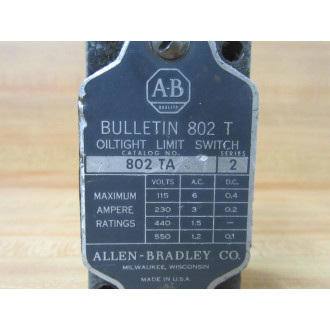 A-B
QUALITY
BULLETIN 802 T
OILTIGHT LIMIT SWITCH
CATALOG NO. SERIES
802 TA 2
VOLTS A.C. D.C.
MAXIMUM 115 6 0.4
AMPERE 230 3 0.2
RATINGS 440 1.5 —
550 1.2 0.1
ALLEN-BRADLEY CO.
MILWAUKEE, WISCONSIN
MADE IN U.S.A.